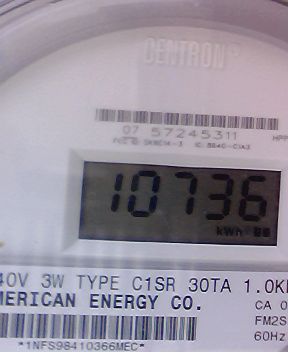 CENTRON®
07 57245311
10736
kWh
40V 3W TYPE C1SR 30TA 1.0K
MERICAN ENERGY CO.
CA 0
FM2S
60Hz
*1NFS98410366MEC*